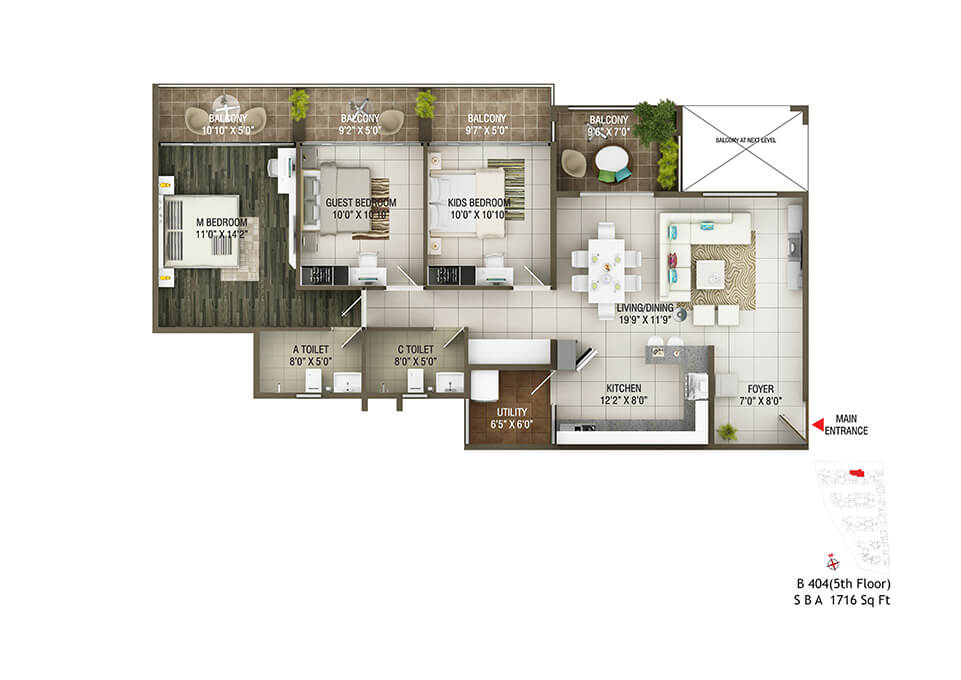 BALCONY
10'10" X 5'0"
BALCONY
9'2" X 5'0"
BALCONY
9'7" X 5'0"
BALCONY
9'6" X 7'0"
BALCONY AT NEXT LEVEL
M BEDROOM
11'0" X 14'2"
GUEST BEDROOM
10'0" X 10'10"
KIDS BEDROOM
10'0" X 10'10"
LIVING/DINING
19'9" X 11'9"
A TOILET
8'0" X 5'0"
C TOILET
8'0" X 5'0"
KITCHEN
12'2" X 8'0"
FOYER
7'0" X 8'0"
UTILITY
6'5" X 6'0"
MAIN
ENTRANCE
B 404(5th Floor)
S B A 1716 Sq Ft